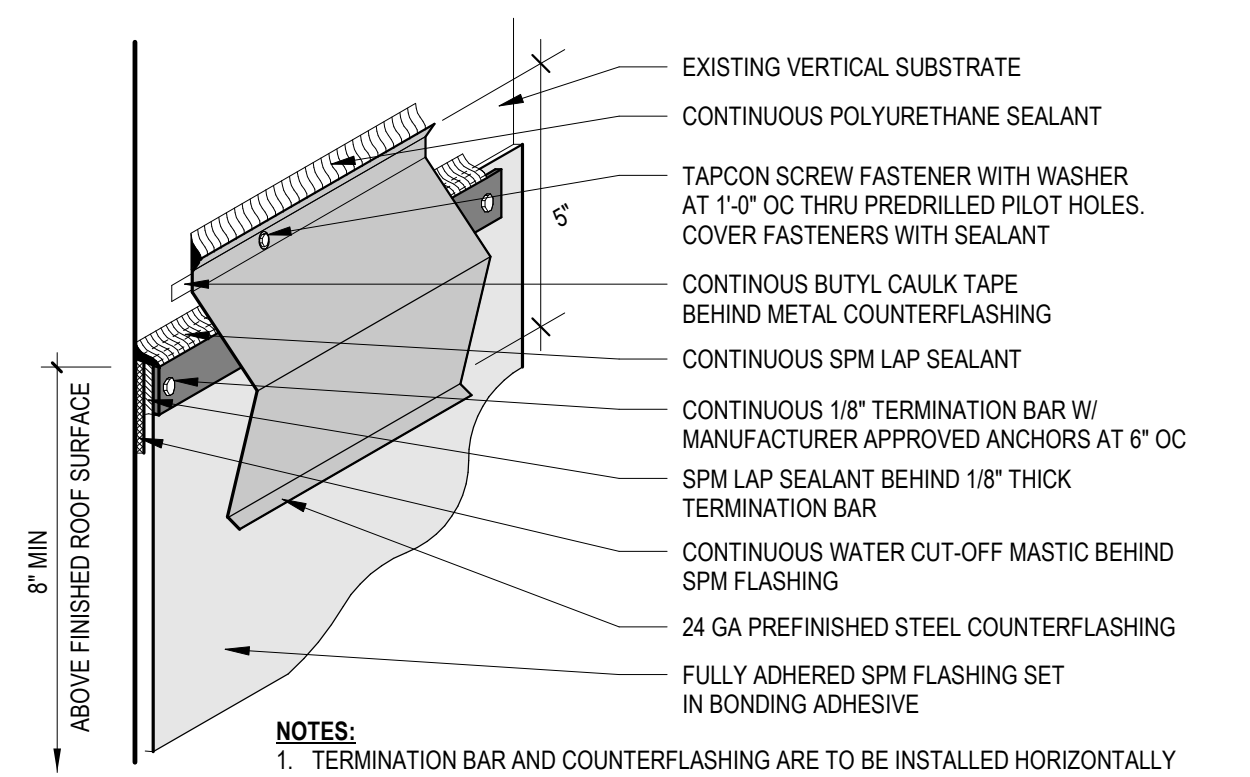 EXISTING VERTICAL SUBSTRATE
CONTINUOUS POLYURETHANE SEALANT
TAPCON SCREW FASTENER WITH WASHER
AT 1'-0" OC THRU PREDRILLED PILOT HOLES.
COVER FASTENERS WITH SEALANT
5"
CONTINOUS BUTYL CAULK TAPE
BEHIND METAL COUNTERFLASHING
CONTINUOUS SPM LAP SEALANT
CONTINUOUS 1/8" TERMINATION BAR W/
MANUFACTURER APPROVED ANCHORS AT 6" OC
SPM LAP SEALANT BEHIND 1/8" THICK
TERMINATION BAR
CONTINUOUS WATER CUT-OFF MASTIC BEHIND
SPM FLASHING
24 GA PREFINISHED STEEL COUNTERFLASHING
FULLY ADHERED SPM FLASHING SET
IN BONDING ADHESIVE
8" MIN
ABOVE FINISHED ROOF SURFACE
NOTES:
1. TERMINATION BAR AND COUNTERFLASHING ARE TO BE INSTALLED HORIZONTALLY